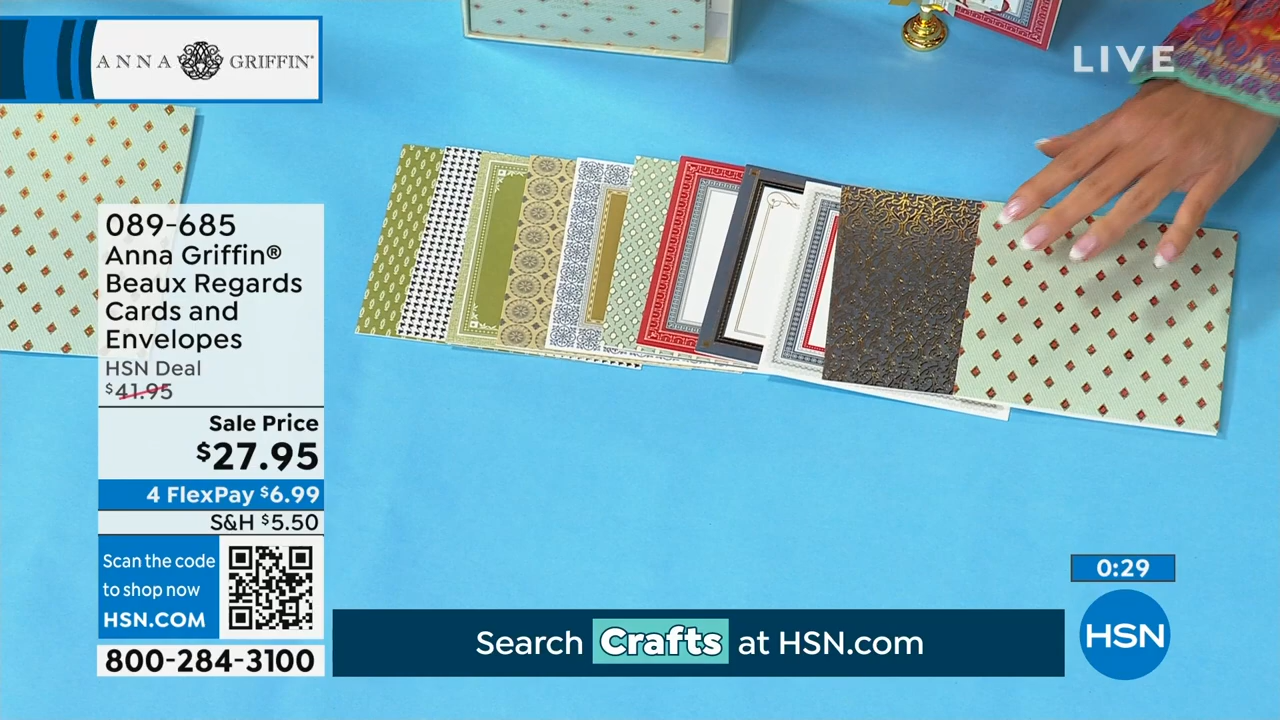 ANNA GRIFFIN®
LIVE
089-685
Anna Griffin®
Beaux Regards
Cards and
Envelopes
HSN Deal
$41.95
Sale Price
$27.95
4 FlexPay $6.99
S&H $5.50
Scan the code
to shop now
HSN.COM
800-284-3100
Search Crafts at HSN.com
0:29
HSN